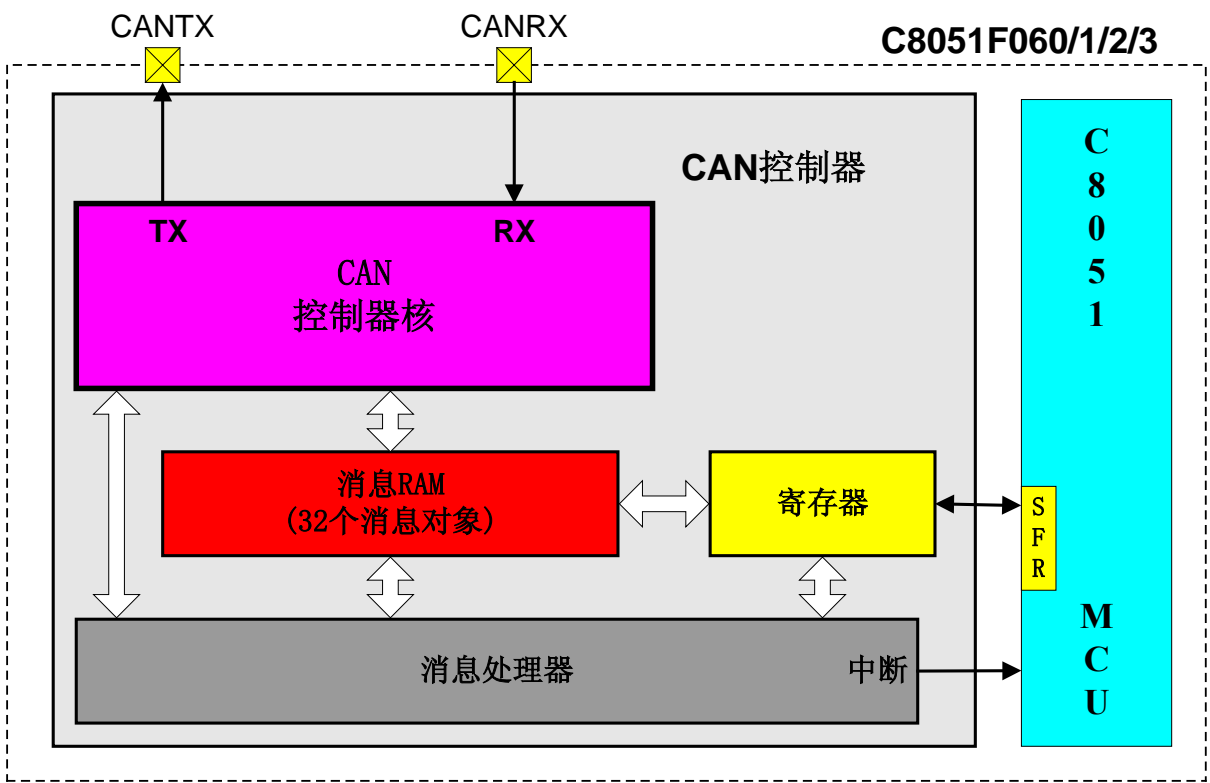 CANTX
CANRX
C8051F060/1/2/3
CAN控制器
TX
RX
CAN
控制器核
消息RAM
(32个消息对象)
寄存器
消息处理器
中断
C
8
0
5
1
S
F
R
M
C
U